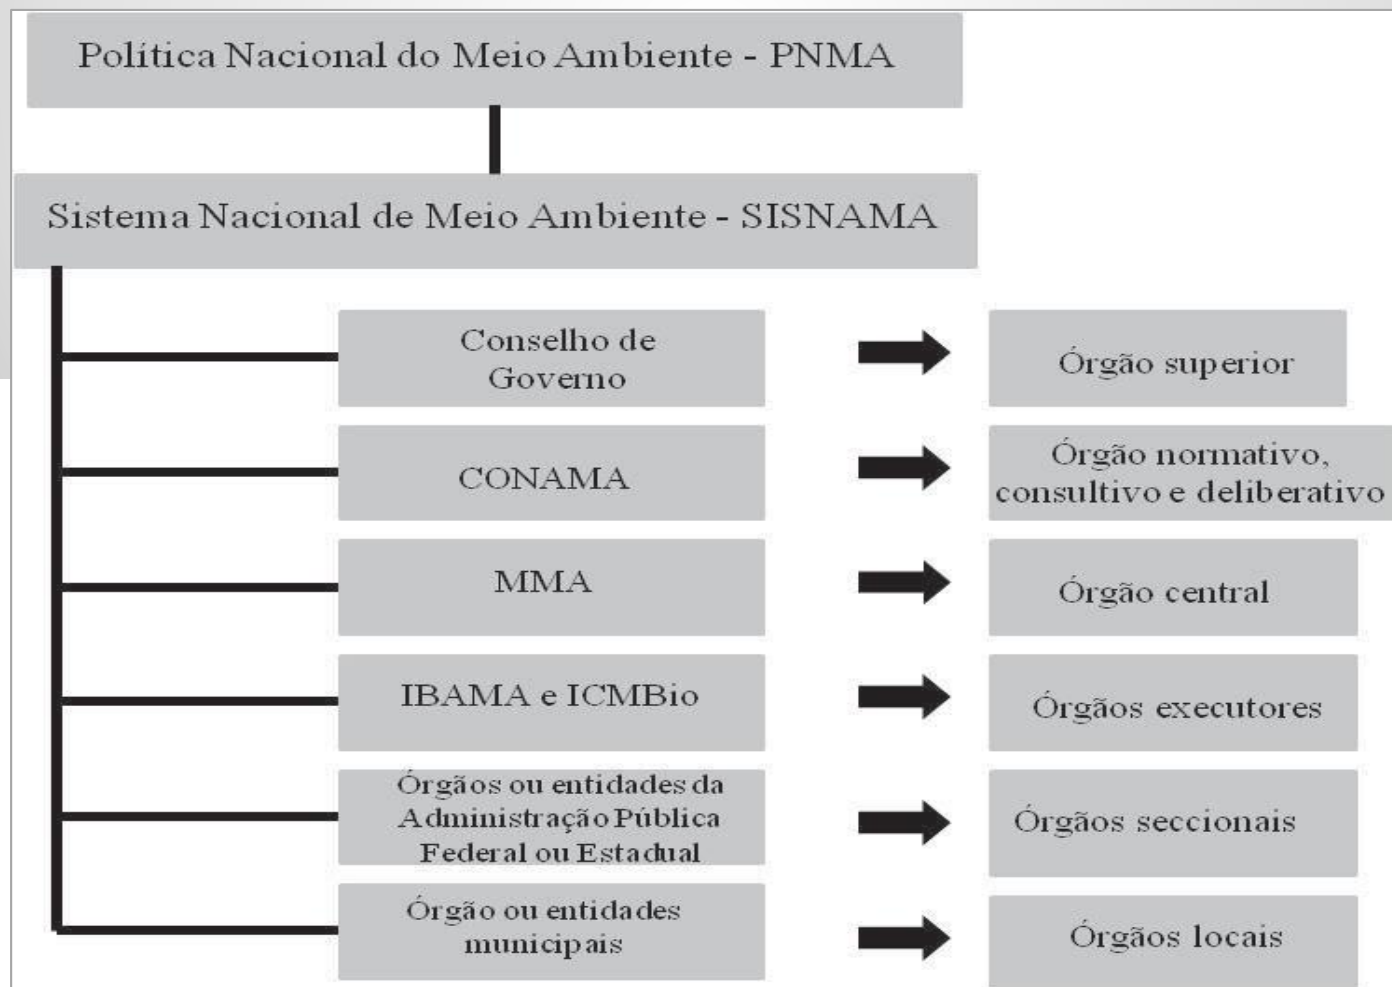 Política Nacional do Meio Ambiente - PNMA
Sistema Nacional de Meio Ambiente - SISNAMA
Conselho de
Governo
Órgão superior
CONAMA
Órgão normativo,
consultivo e deliberativo
MMA
Órgão central
IBAMA e ICMBio
Órgãos executores
Órgãos ou entidades da
Administração Pública
Federal ou Estadual
Órgãos seccionais
Órgão ou entidades
municipais
Órgãos locais